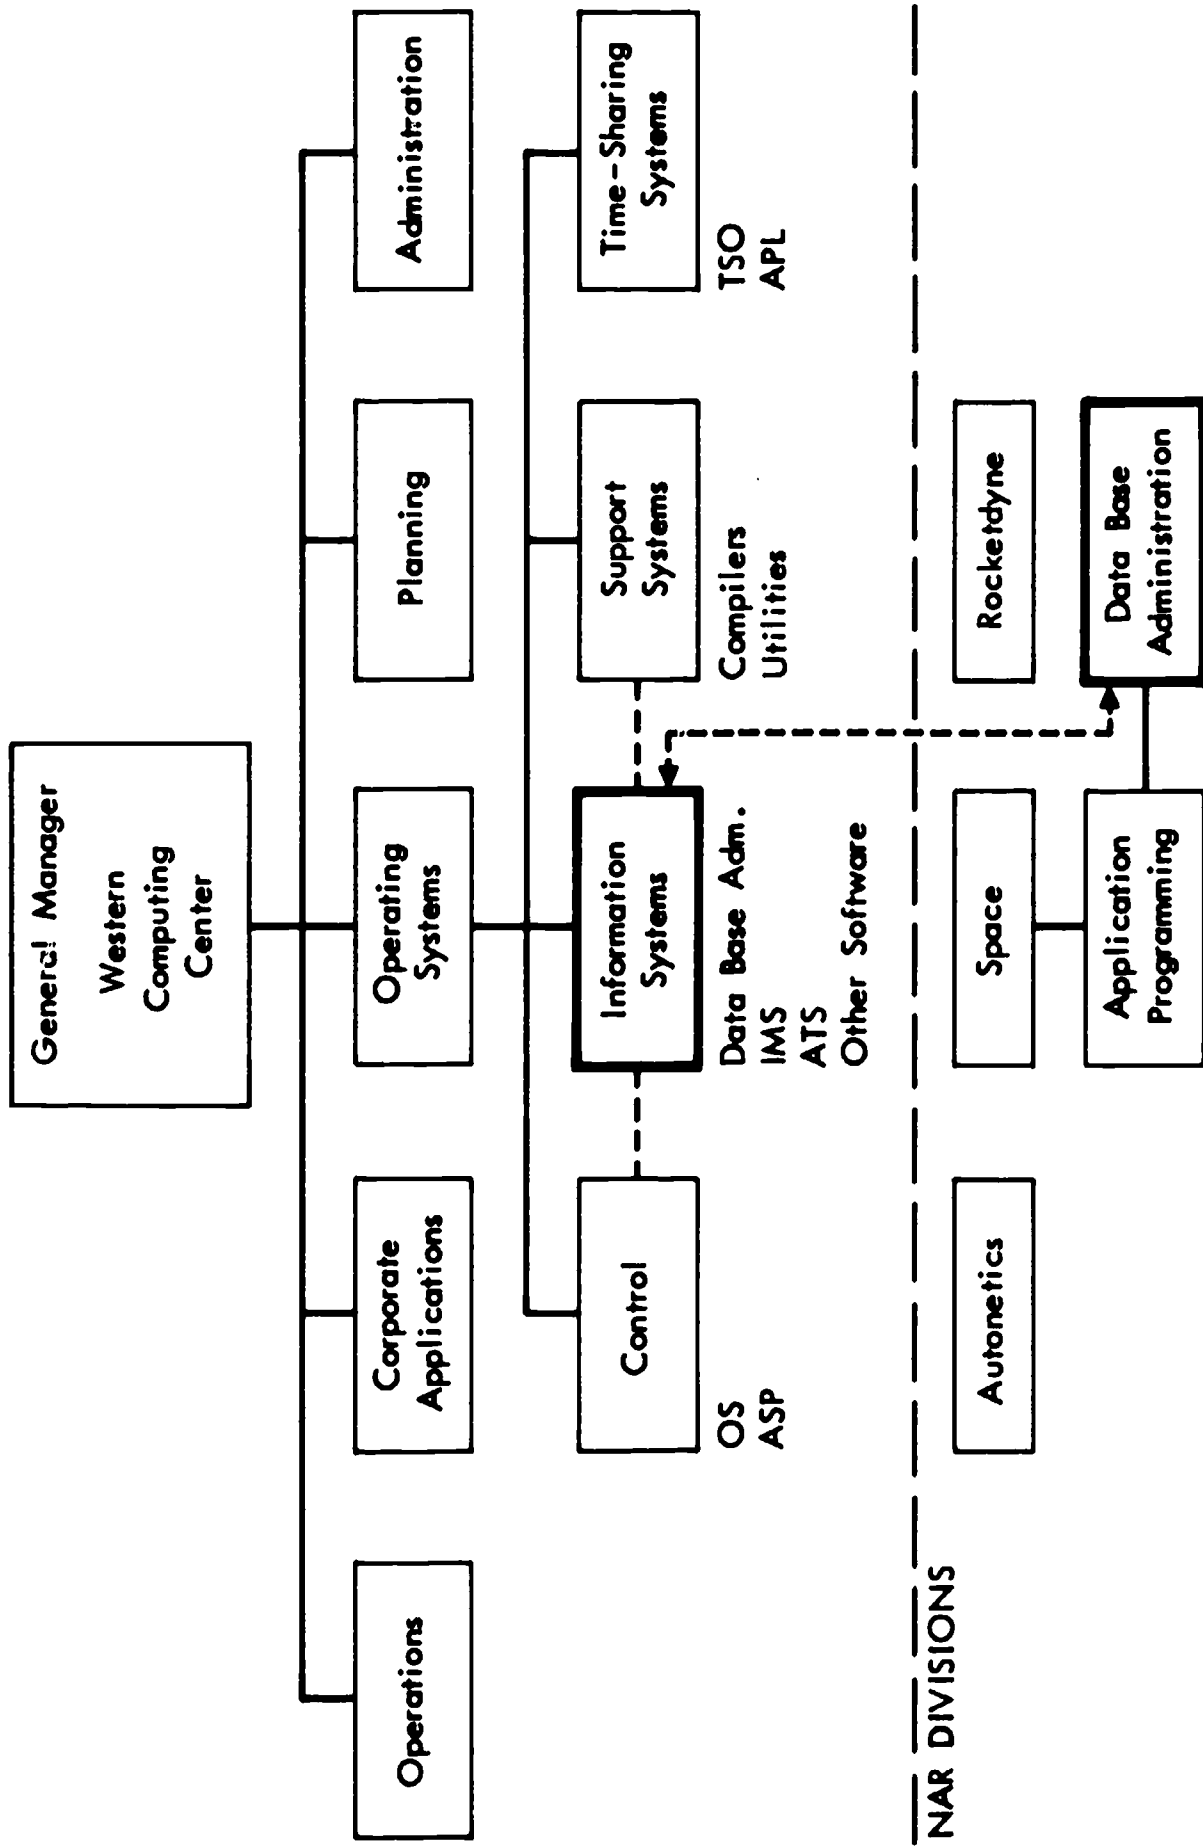 General Manager
Western
Computing
Center
Operations
Corporate
Applications
Operating
Systems
Planning
Administration
Control
OS
ASP
Information
Systems
Data Base Adm.
IMS
ATS
Other Software
Support
Systems
Compilers
Utilities
Time-Sharing
Systems
TSO
APL
NAR DIVISIONS
Autonetics
Space
Rocketdyne
Application
Programming
Data Base
Administration